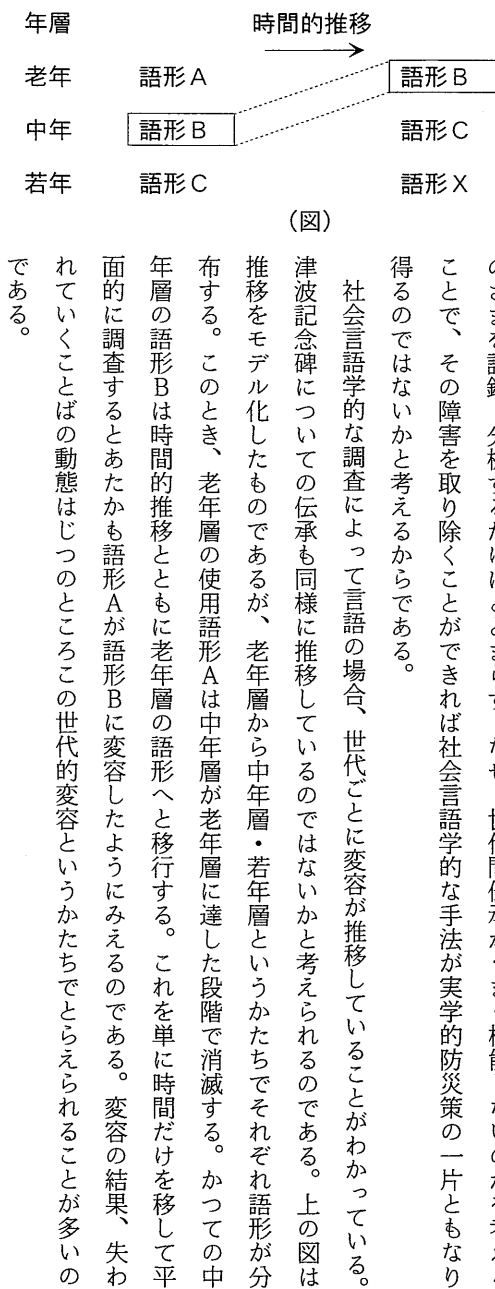 年層 時間的推移
老年 語形A 語形B
中年 語形B 語形C
若年 語形C 語形X
(図)
ことで、その障害を取り除くことができれば社会言語学的な手法が実学的防災策の一片ともなり
得るのではないかと考えるからである。
社会言語学的な調査によって言語の場合、世代ごとに変容が推移していることがわかっている。
津波記念碑についての伝承も同様に推移しているのではないかと考えられるのである。上の図は
推移をモデル化したものであるが、老年層から中年層・若年層というかたちでそれぞれ語形が分
布する。このとき、老年層の使用語形Aは中年層が老年層に達した段階で消滅する。かつての中
年層の語形Bは時間的推移とともに老年層の語形へと移行する。これを単に時間だけを移して平
面的に調査するとあたかも語形Aが語形Bに変容したようにみえるのである。変容の結果、失わ
れていくことばの動態はじつのところこの世代的変容というかたちでとらえられることが多いの
である。